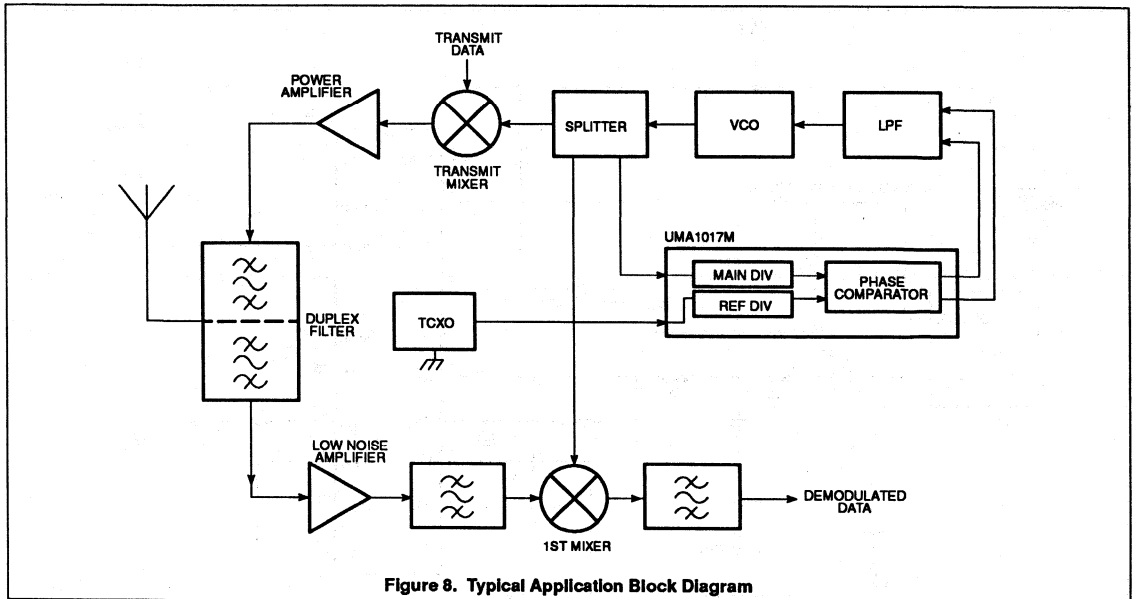 TRANSMIT
DATA
POWER
AMPLIFIER
SPLITTER
VCO
LPF
TRANSMIT
MIXER
UMA1017M
MAIN DIV
REF DIV
PHASE
COMPARATOR
TCXO
DUPLEX
FILTER
LOW NOISE
AMPLIFIER
1ST MIXER
DEMODULATED
DATA
Figure 8. Typical Application Block Diagram